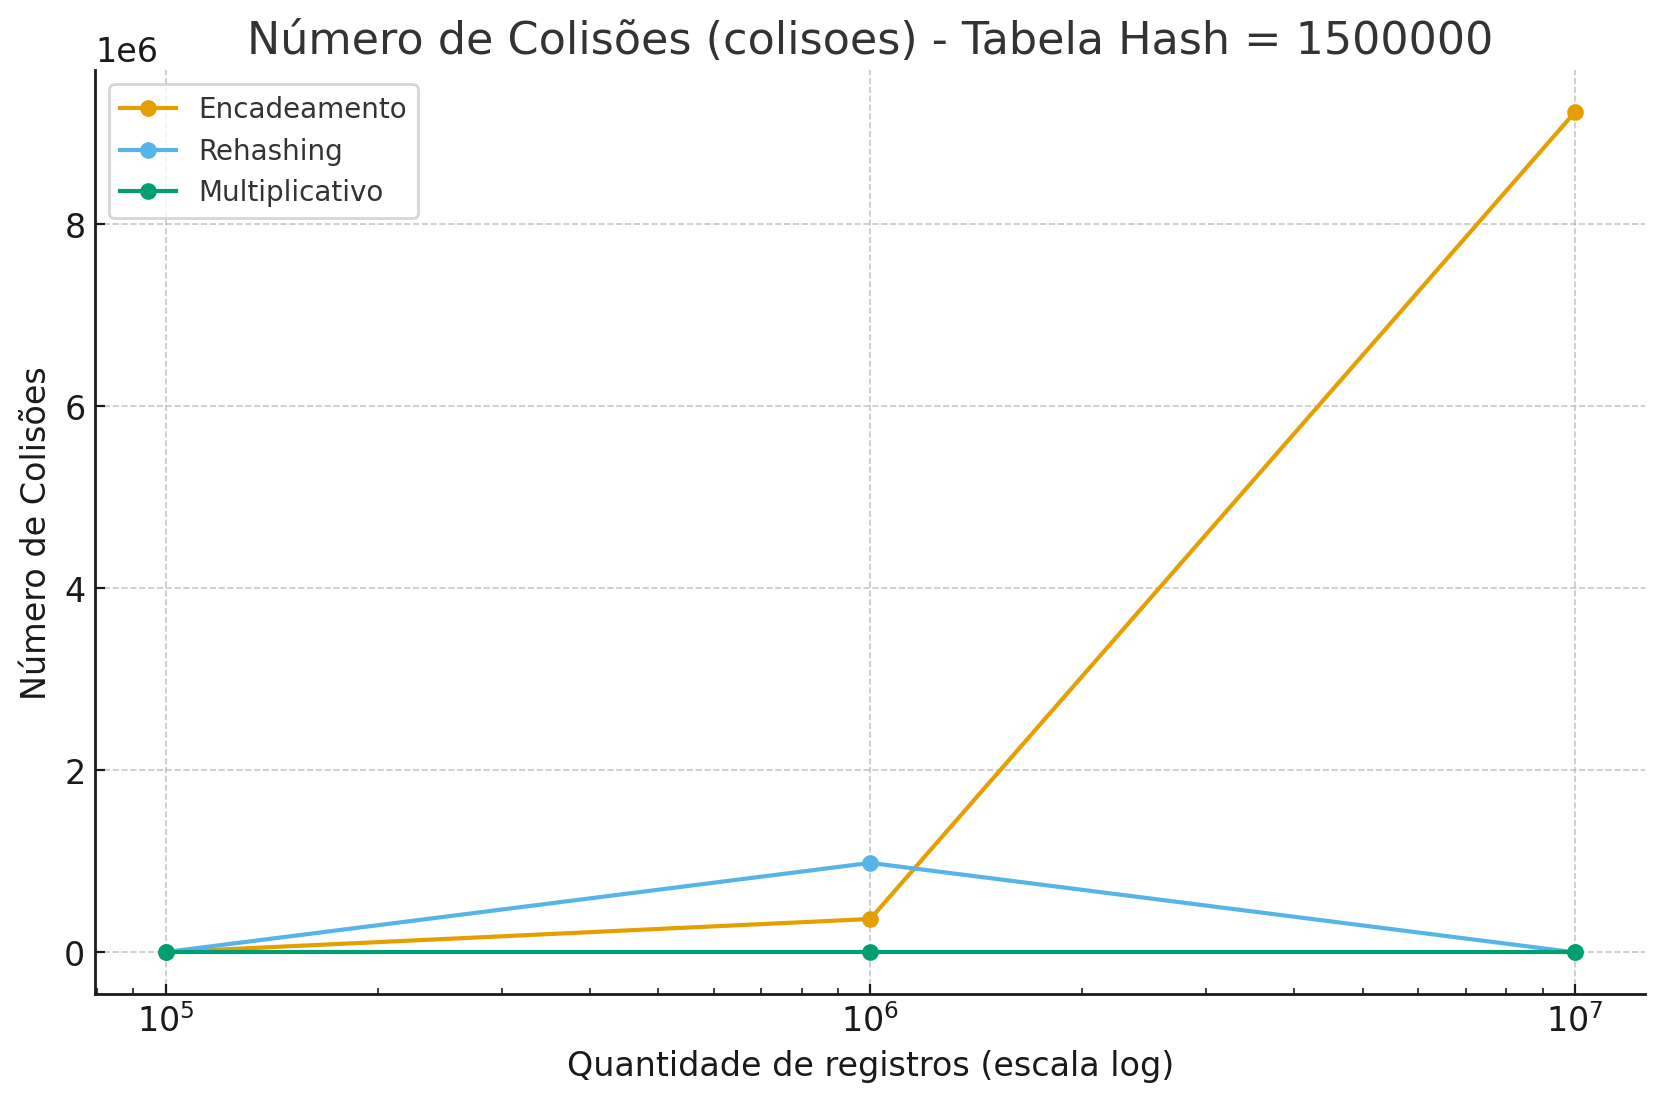 Número de Colisões (colisoes) - Tabela Hash = 1500000
1e6
Encadeamento
Rehashing
Multiplicativo
8
6
4
2
0
Número de Colisões
10⁵
10⁶
10⁷
Quantidade de registros (escala log)